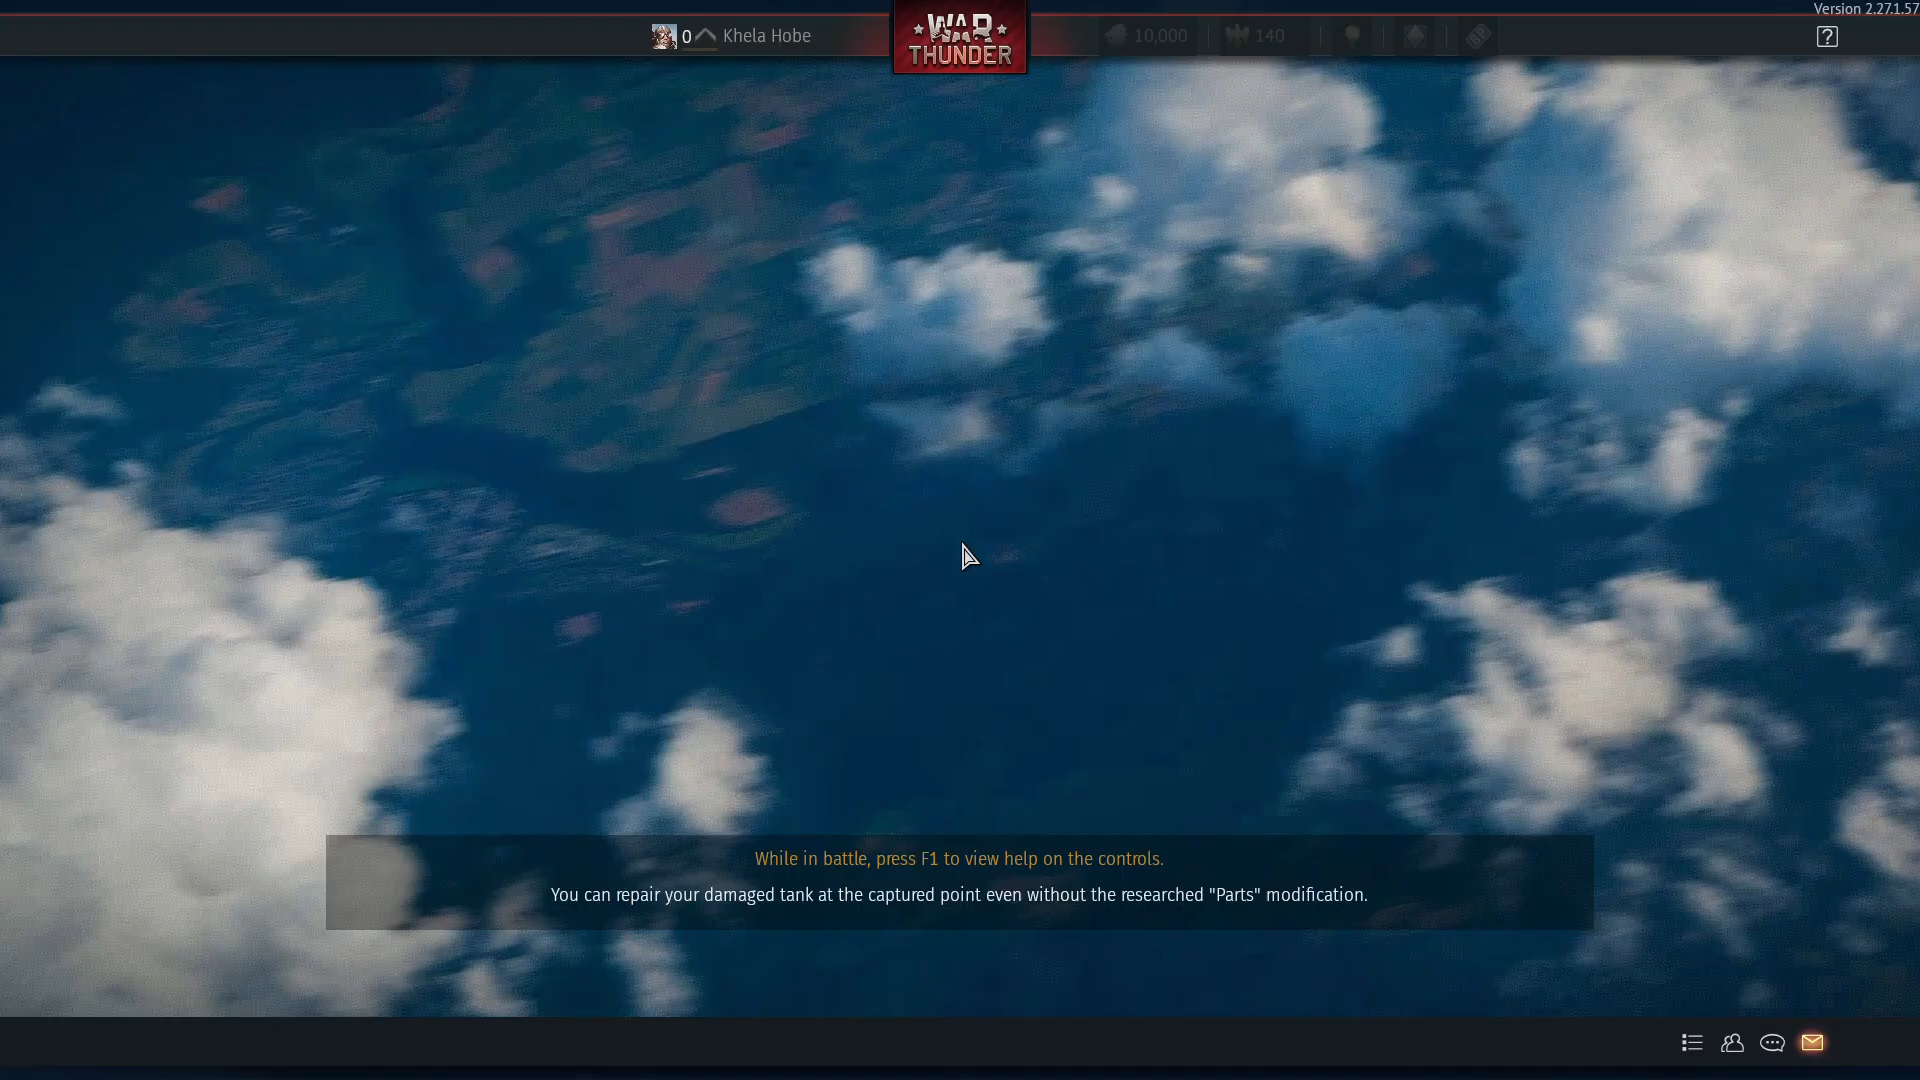 Version 2.27.1.57
0 Khela Hobe
WAR
THUNDER
10,000
140
While in battle, press F1 to view help on the controls.
You can repair your damaged tank at the captured point even without the researched "Parts" modification.